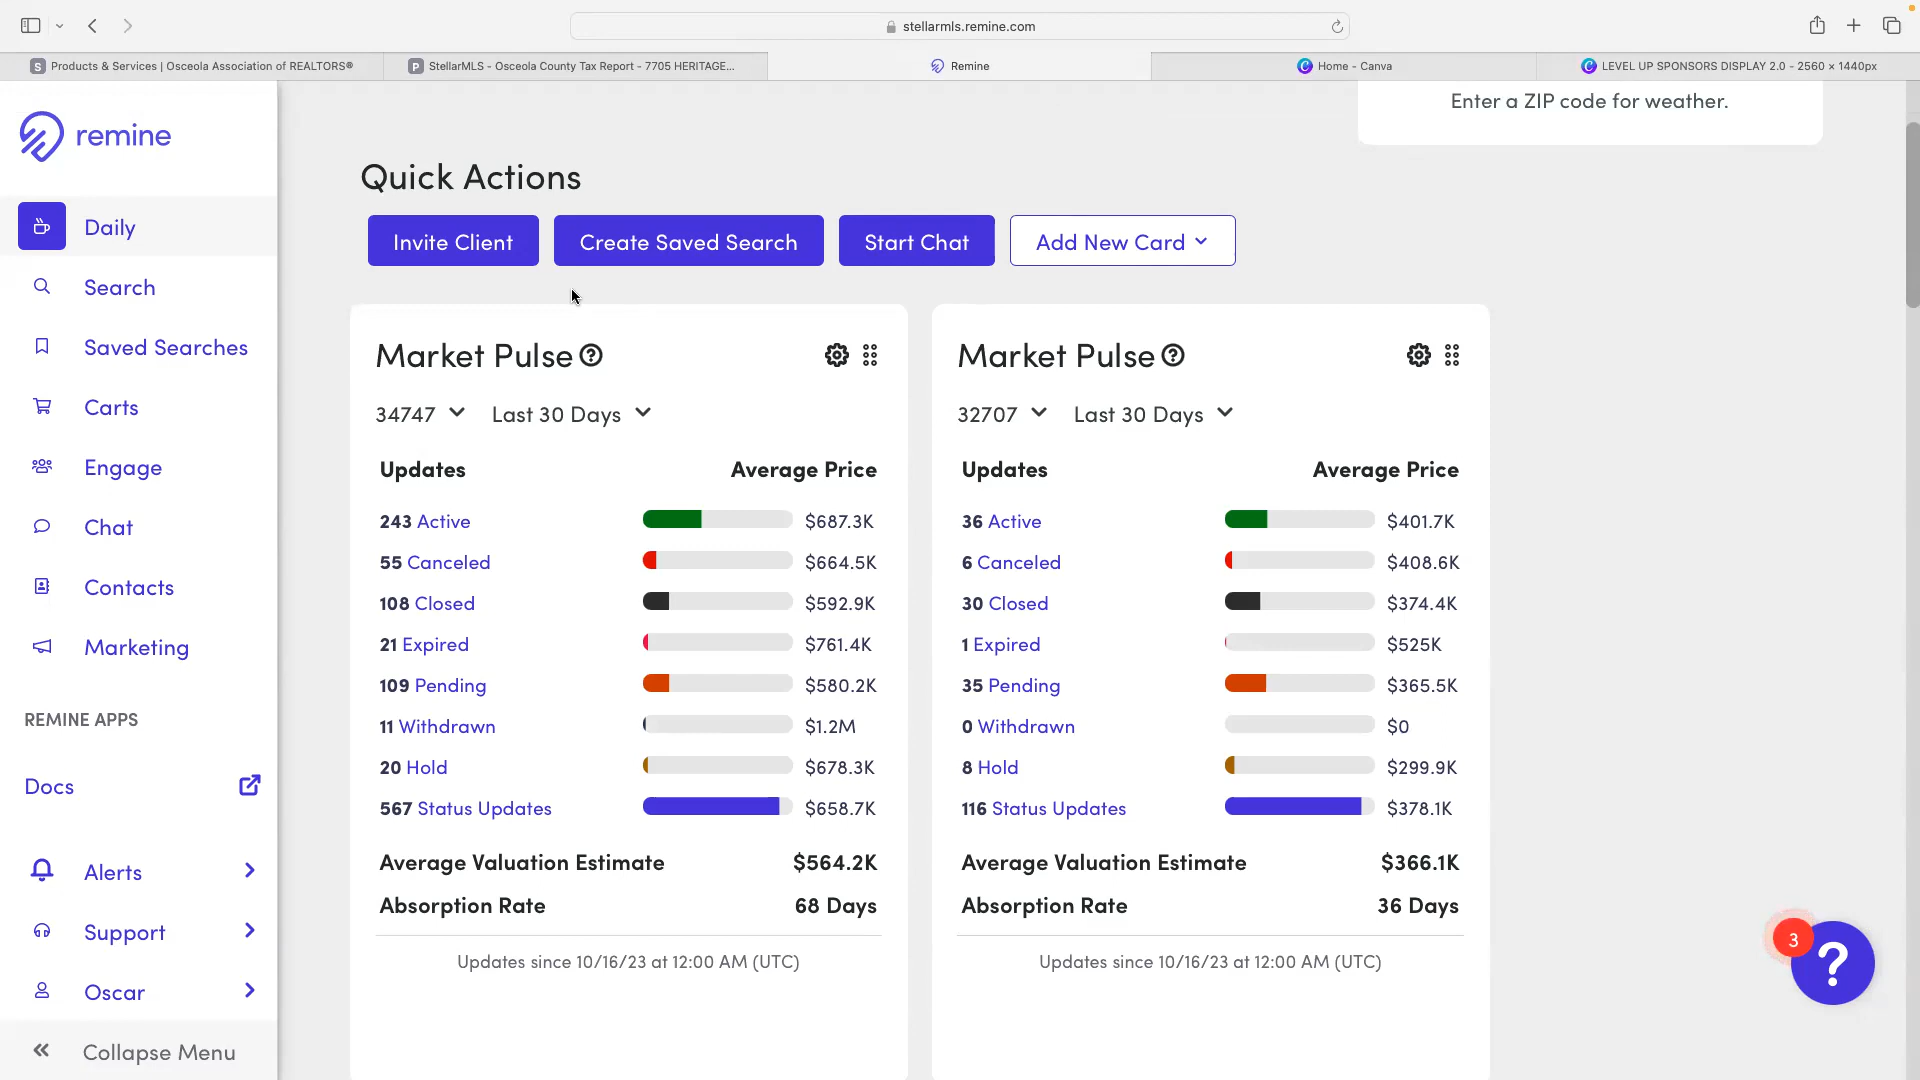 stellarmls.remine.com
S Products & Services | Osceola Association of REALTORS®
P StellarMLS - Osceola County Tax Report - 7705 HERITAGE...
Remine
C Home - Canva
C LEVEL UP SPONSORS DISPLAY 2.0 - 2560 × 1440px
remine
Daily
Search
Saved Searches
Carts
Engage
Chat
Contacts
Marketing
REMINE APPS
Docs
Alerts
Support
Oscar
Collapse Menu
Enter a ZIP code for weather.
Quick Actions
Invite Client
Create Saved Search
Start Chat
Add New Card
Market Pulse ?
34747 Last 30 Days
Updates Average Price
243 Active $687.3K
55 Canceled $664.5K
108 Closed $592.9K
21 Expired $761.4K
109 Pending $580.2K
11 Withdrawn $1.2M
20 Hold $678.3K
567 Status Updates $658.7K
Average Valuation Estimate $564.2K
Absorption Rate 68 Days
Updates since 10/16/23 at 12:00 AM (UTC)
Market Pulse ?
32707 Last 30 Days
Updates Average Price
36 Active $401.7K
6 Canceled $408.6K
30 Closed $374.4K
1 Expired $525K
35 Pending $365.5K
0 Withdrawn $0
8 Hold $299.9K
116 Status Updates $378.1K
Average Valuation Estimate $366.1K
Absorption Rate 36 Days
Updates since 10/16/23 at 12:00 AM (UTC)
3
?